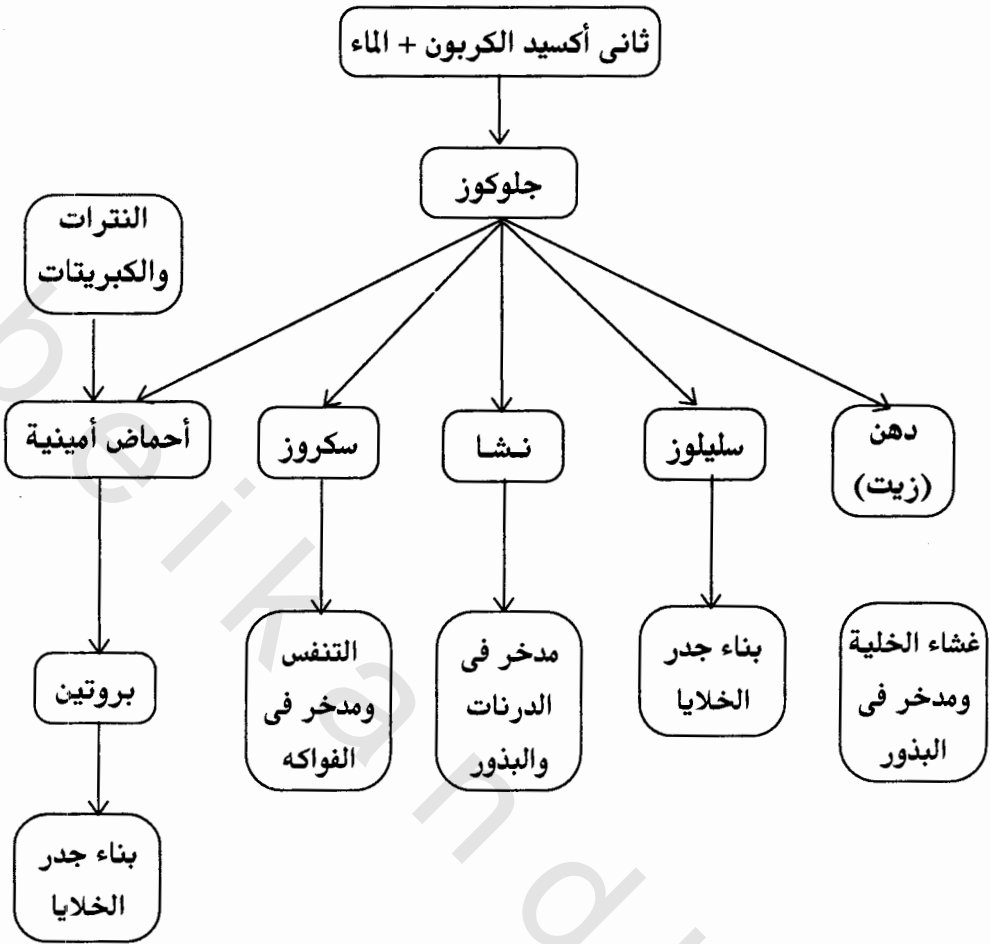 ثانى أكسيد الكربون + الماء
جلوكوز
النترات
والكبريتات
أحماض أمينية
سكروز
نشا
سليلوز
دهن
(زيت)
التنفس
ومدخر فى
الفواكه
مدخر فى
الدرنات
والبذور
بناء جدر
الخلايا
غشاء الخلية
ومدخر فى
البذور
بروتين
بناء جدر
الخلايا
beikand